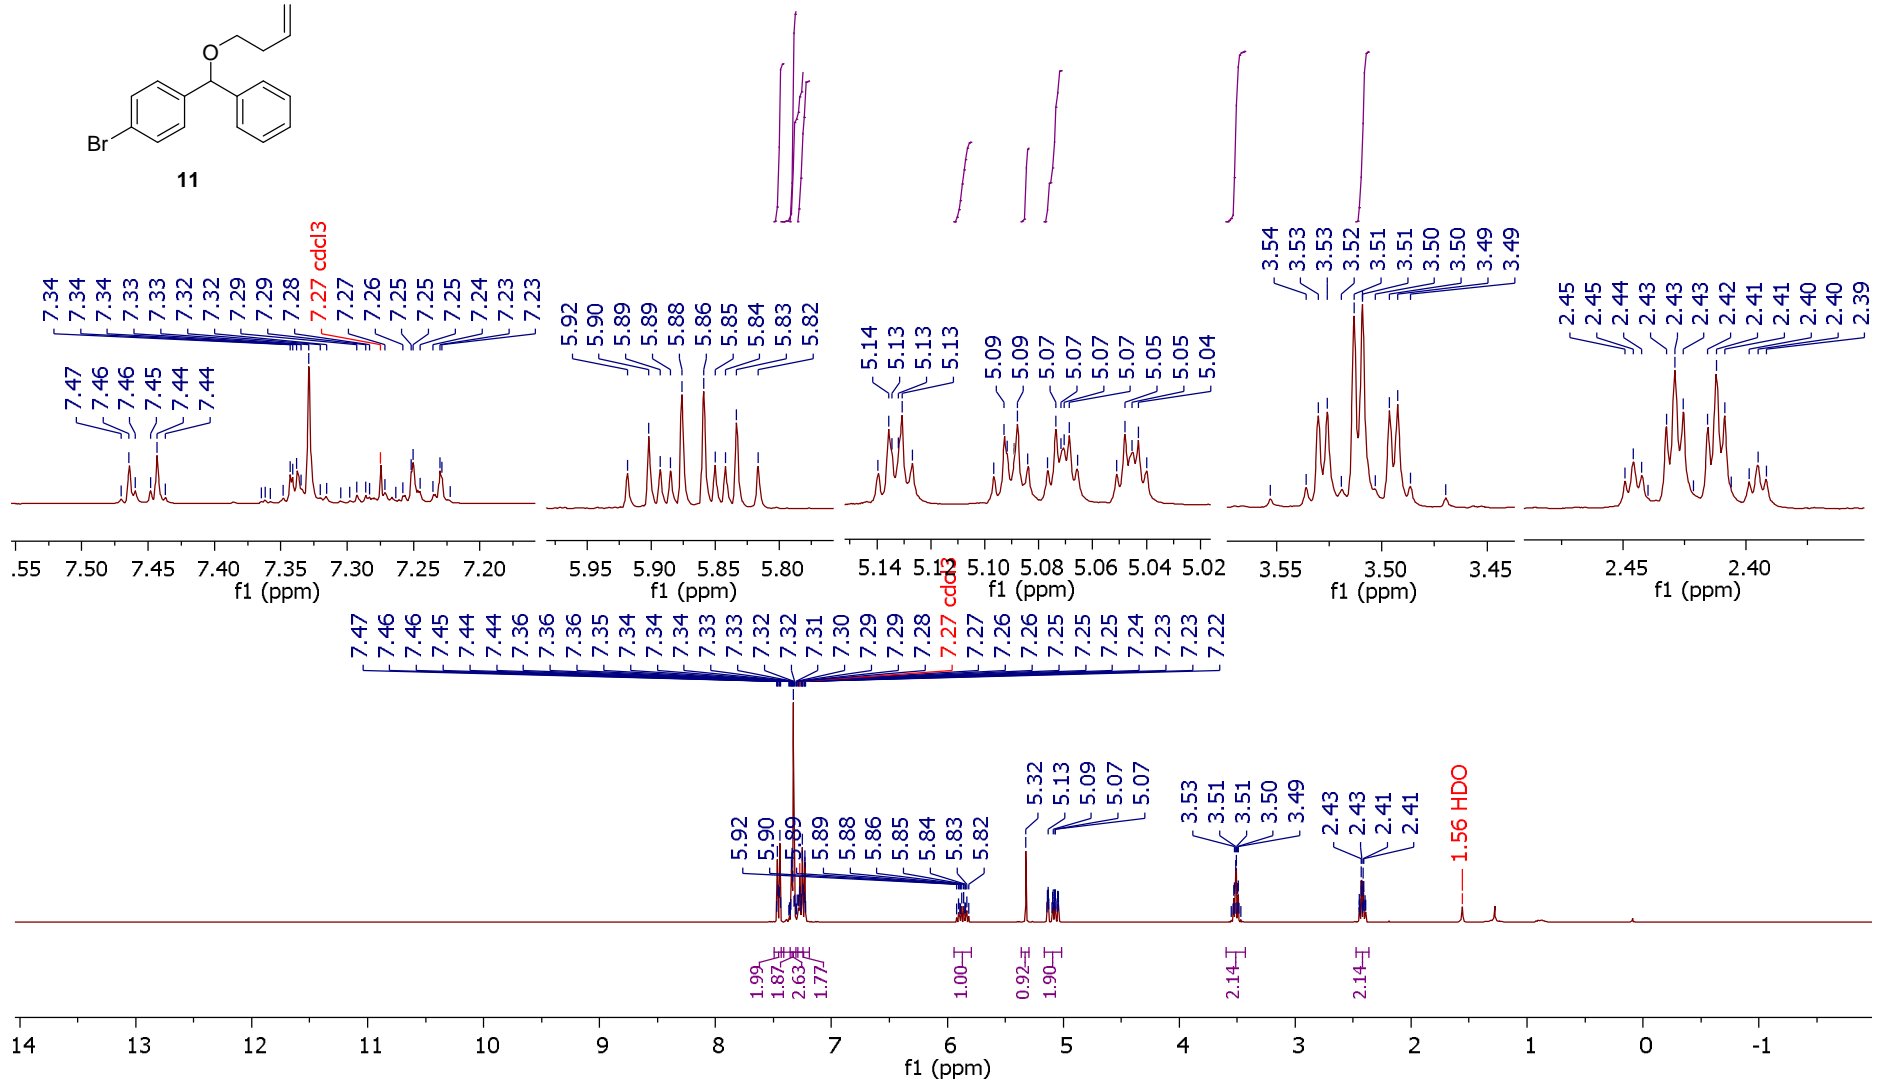 O
Br
11
7.34 7.34 7.34 7.33 7.33 7.32 7.32 7.29 7.29 7.28 7.27 cdcl3 7.27 7.26 7.25 7.25 7.25 7.24 7.23 7.23
7.47 7.46 7.46 7.45 7.44 7.44
5.92 5.90 5.89 5.89 5.88 5.86 5.85 5.84 5.83 5.82
5.14 5.13 5.13 5.13
5.09 5.09 5.07 5.07 5.07 5.07 5.05 5.05 5.04
3.54 3.53 3.53 3.52 3.51 3.51 3.50 3.50 3.49 3.49
2.45 2.45 2.44 2.43 2.43 2.43 2.42 2.41 2.41 2.40 2.40 2.39
.55 7.50 7.45 7.40 7.35 7.30 7.25 7.20
f1 (ppm)
5.95 5.90 5.85 5.80
f1 (ppm)
5.14 5.12 5.10 5.08 5.06 5.04 5.02
f1 (ppm)
3.55 3.50 3.45
f1 (ppm)
2.45 2.40
f1 (ppm)
7.47 7.46 7.46 7.45 7.44 7.44 7.36 7.36 7.36 7.35 7.34 7.34 7.34 7.33 7.33 7.32 7.32 7.31 7.30 7.29 7.29 7.28 7.27 cdcl3 7.27 7.26 7.26 7.25 7.25 7.25 7.24 7.23 7.23 7.22
5.92 5.90 5.89 5.89 5.88 5.86 5.85 5.84 5.83 5.82
5.32 5.13 5.09 5.07 5.07
3.53 3.51 3.51 3.50 3.49
2.43 2.43 2.41 2.41
1.56 HDO
1.99 1.87 2.63 1.77 1.00 0.92 1.90 2.14 2.14
14 13 12 11 10 9 8 7 6 5 4 3 2 1 0 -1
f1 (ppm)